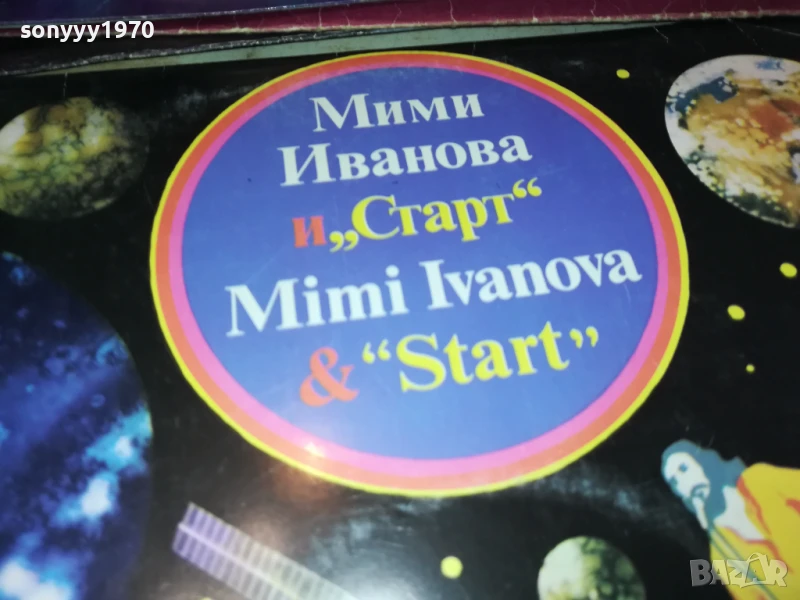 sonyyy1970
Мими
Иванова
и „Старт“
Mimi Ivanova
& “Start”
BAZAR